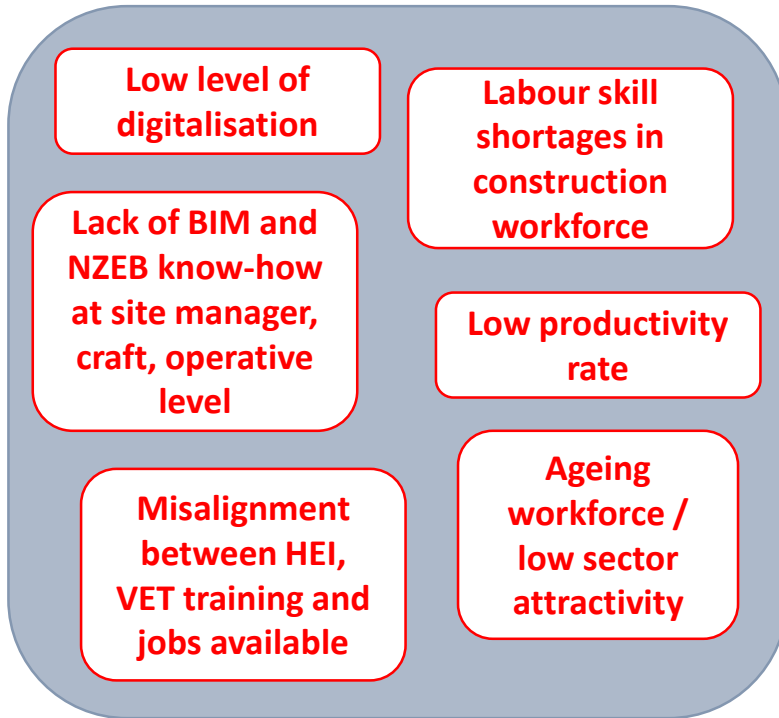 Low level of
digitalisation
Labour skill
shortages in
construction
workforce
Lack of BIM and
NZEB know-how
at site manager,
craft, operative
level
Low productivity
rate
Misalignment
between HEI,
VET training and
jobs available
Ageing
workforce /
low sector
attractivity